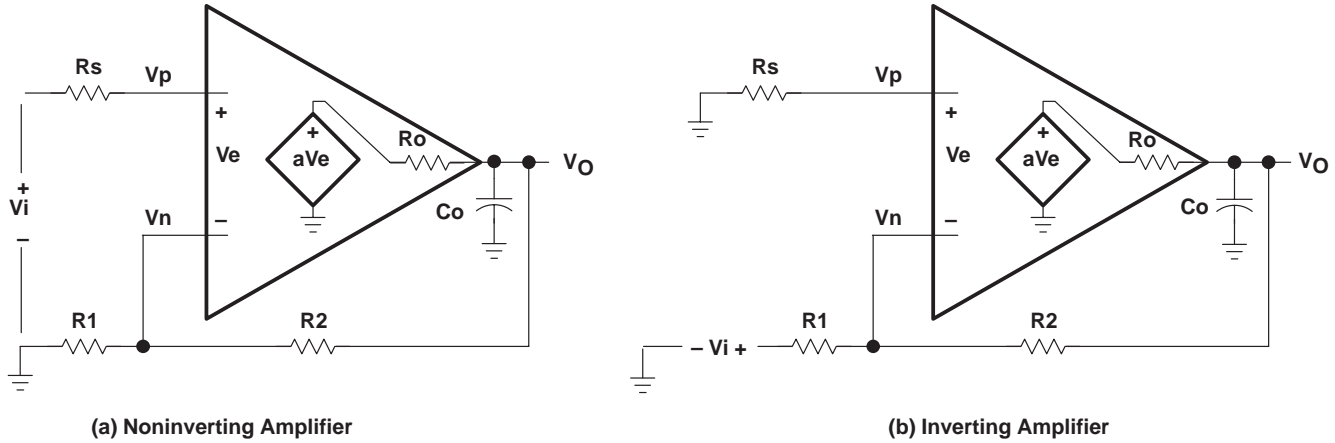 Rs
Vp
+
Ve
+
aVe
Ro
VO
Co
+
Vi
–
Vn
–
R1
R2
(a) Noninverting Amplifier
Rs
Vp
+
Ve
+
aVe
Ro
VO
Co
Vn
–
– Vi +
R1
R2
(b) Inverting Amplifier